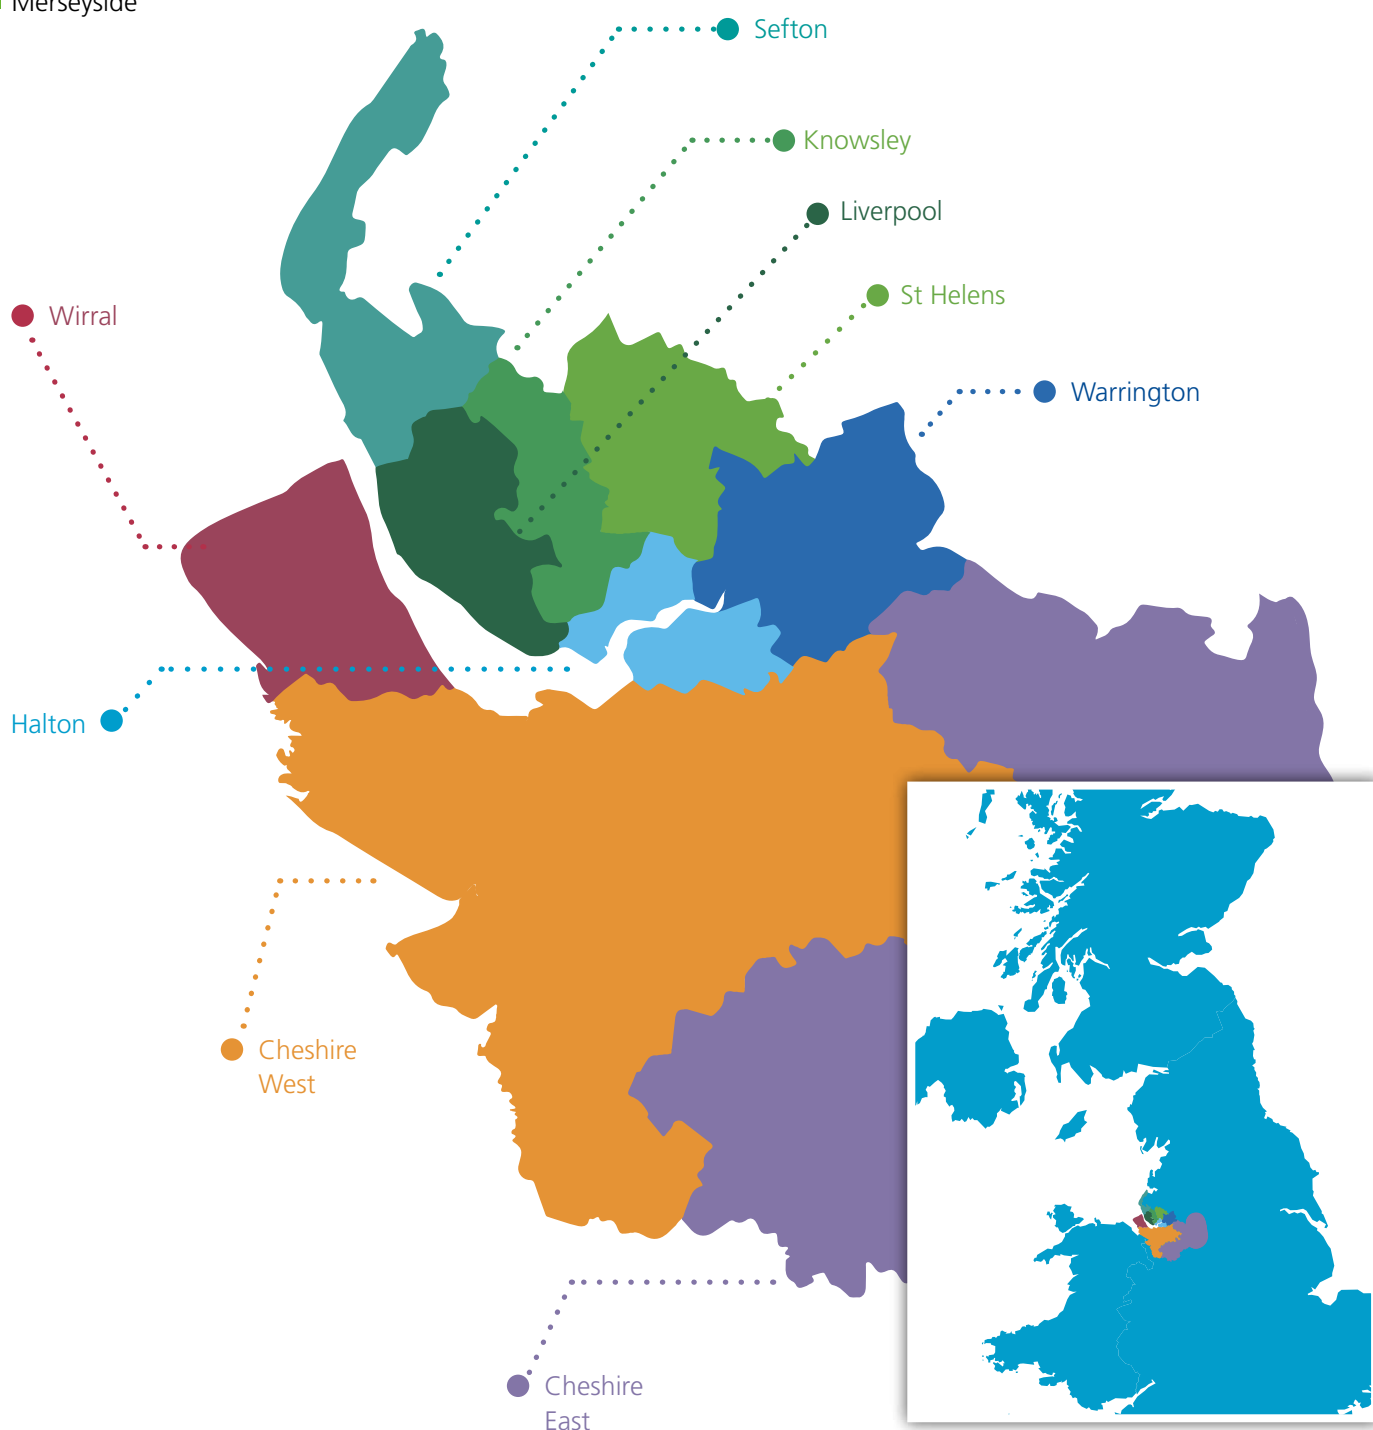 Merseyside
Sefton
Knowsley
Liverpool
St Helens
Wirral
Warrington
Halton
Cheshire
West
Cheshire
East